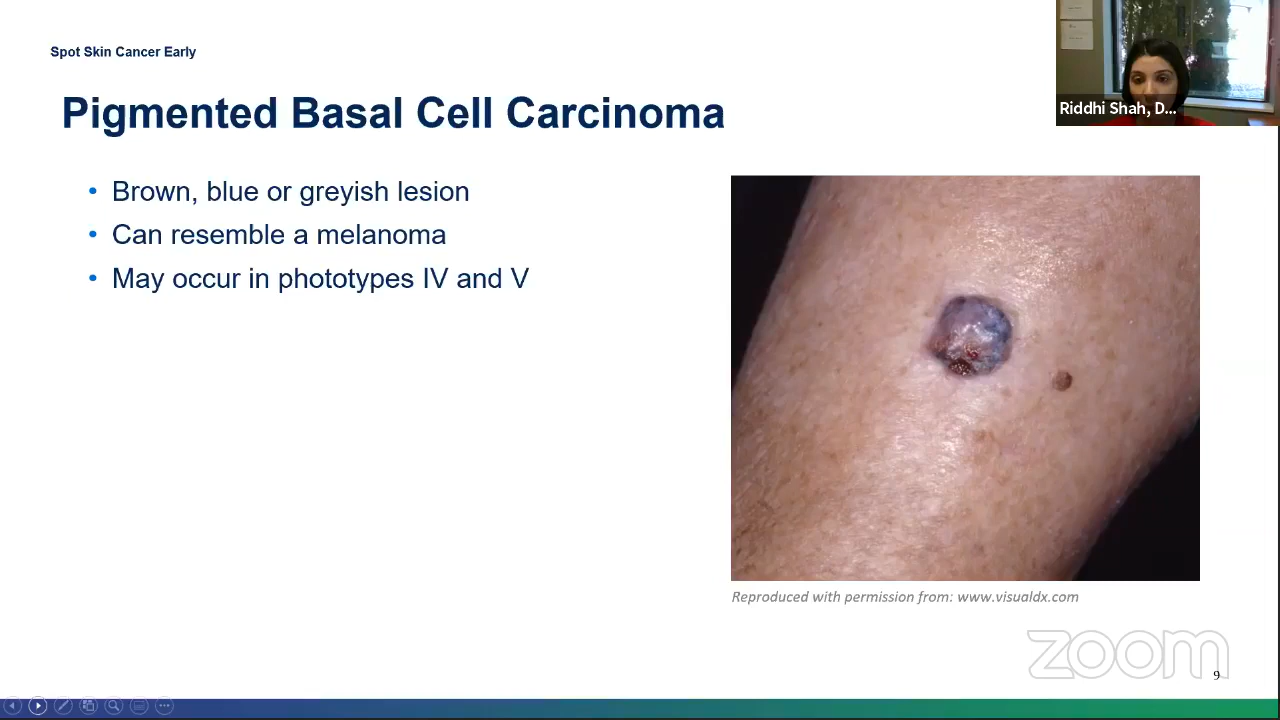 Spot Skin Cancer Early
Riddhi Shah, D...
Pigmented Basal Cell Carcinoma
• Brown, blue or greyish lesion
• Can resemble a melanoma
• May occur in phototypes IV and V
Reproduced with permission from: www.visualdx.com
zoom
9